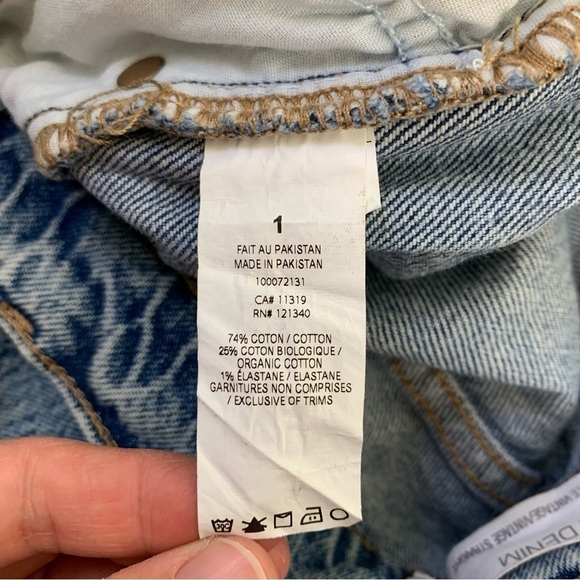 1
FAIT AU PAKISTAN
MADE IN PAKISTAN
100072131
CA# 11319
RN# 121340
74% COTON / COTTON
25% COTON BIOLOGIQUE /
ORGANIC COTTON
1% ÉLASTANE / ELASTANE
GARNITURES NON COMPRISES
/ EXCLUSIVE OF TRIMS
DENIM